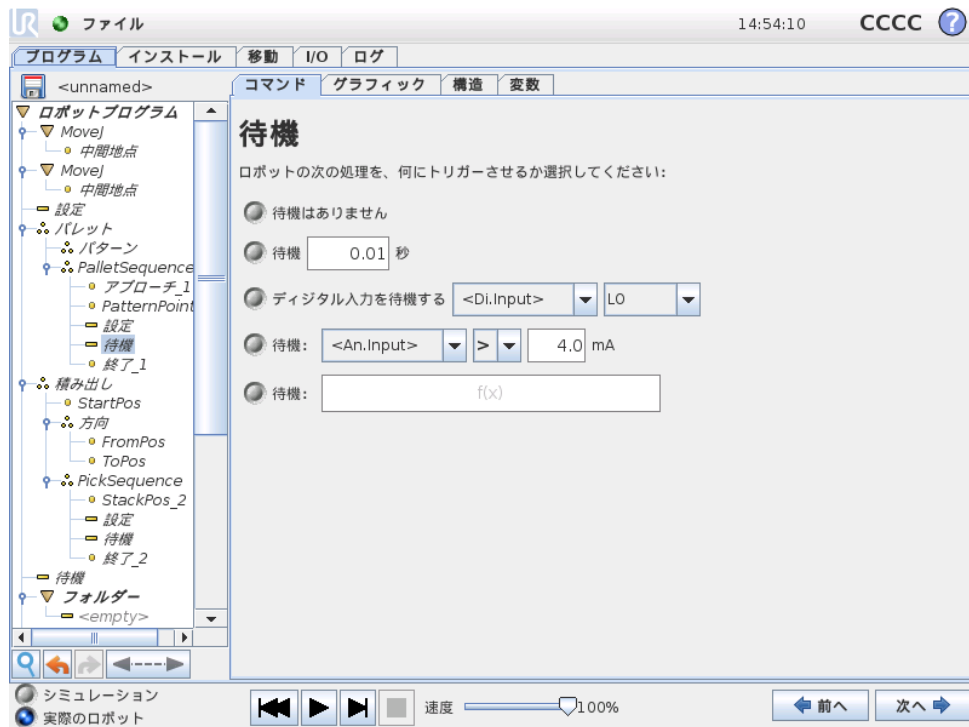 UR ファイル 14:54:10 CCCC ?
プログラム インストール 移動 I/O ログ
<unnamed>
コマンド グラフィック 構造 変数
ロボットプログラム
MoveJ
中間地点
MoveJ
中間地点
設定
パレット
パターン
PalletSequence
アプローチ_1
PatternPoint
設定
待機
終了_1
積み出し
StartPos
方向
FromPos
ToPos
PickSequence
StackPos_2
設定
待機
終了_2
待機
フォルダー
<empty>
待機
ロボットの次の処理を、何にトリガーさせるか選択してください:
待機はありません
待機 0.01 秒
ディジタル入力を待機する <Di.Input> LO
待機: <An.Input> > 4.0 mA
待機: f(x)
シミュレーション
実際のロボット
速度 100%
前へ 次へ